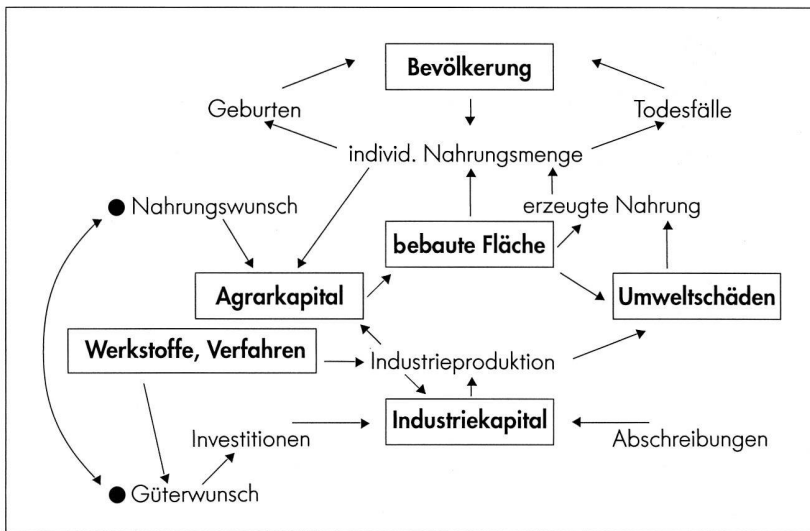 Bevölkerung
Geburten
Todesfälle
individ. Nahrungsmenge
Nahrungswunsch
erzeugte Nahrung
bebaute Fläche
Agrarkapital
Umweltschäden
Werkstoffe, Verfahren
Industrieproduktion
Industriekapital
Investitionen
Abschreibungen
Güterwunsch